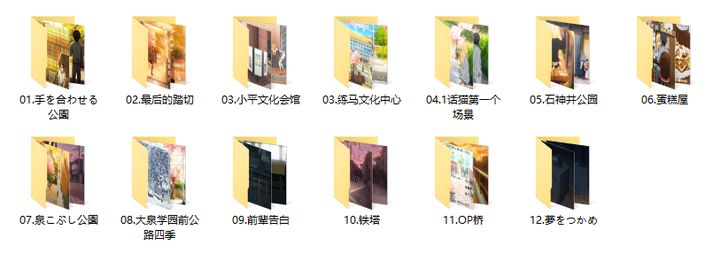 01.手を合わせる
公園
02.最后的踏切
03.小平文化会馆
03.练马文化中心
04.1话猫第一个
场景
05.石神井公园
06.蛋糕屋
07.泉こぶし公園
08.大泉学园前公
路四季
09.前辈告白
10.铁塔
11.OP桥
12.夢をつかめ